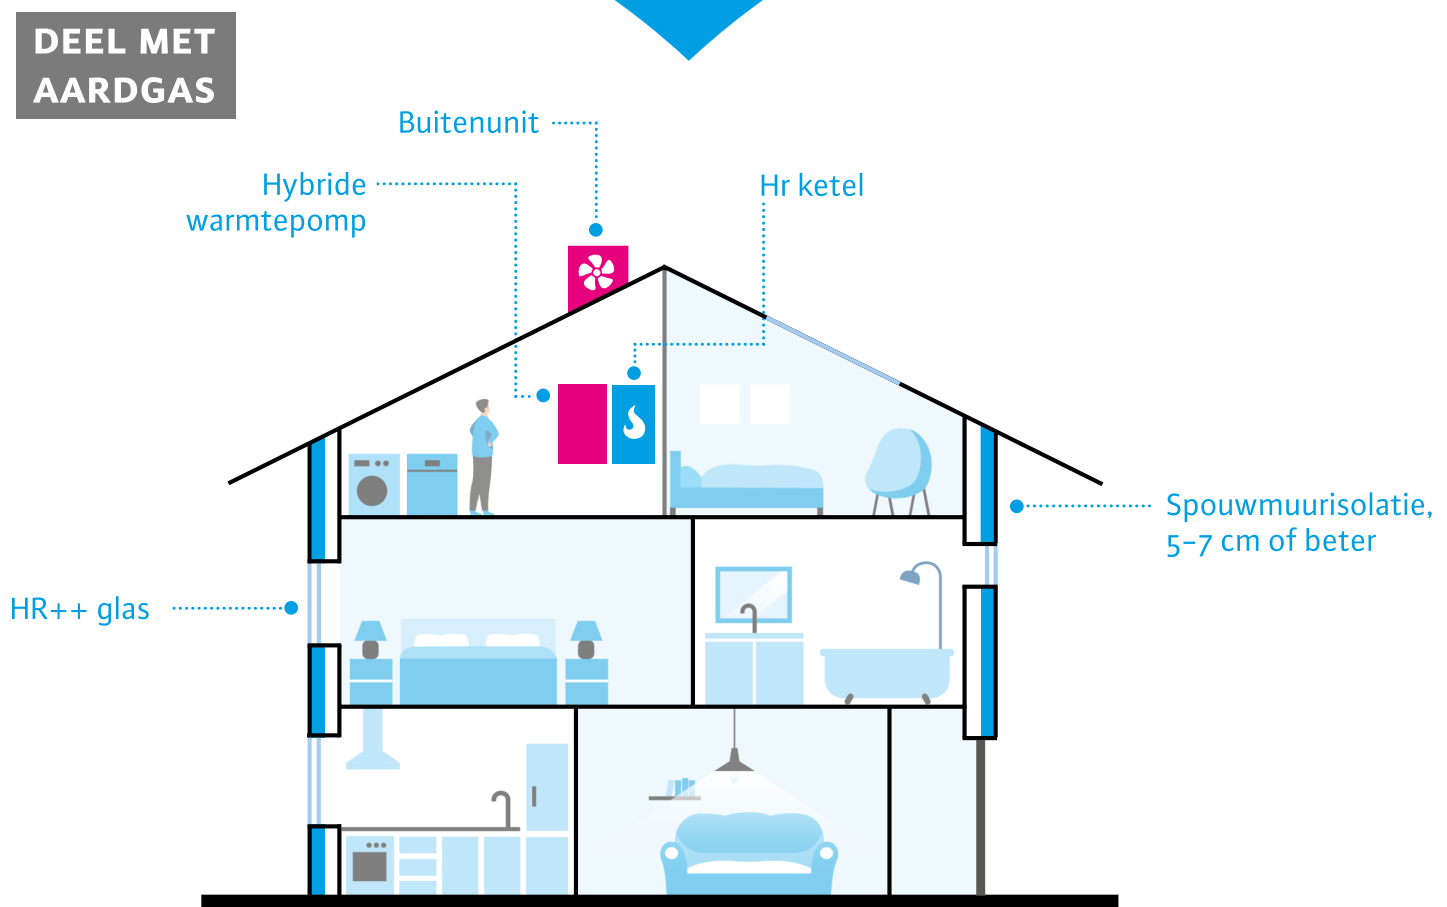 DEEL MET
AARDGAS
Buitenunit
Hybride
warmtepomp
Hr ketel
Spouwmuurisolatie,
5–7 cm of beter
HR++ glas